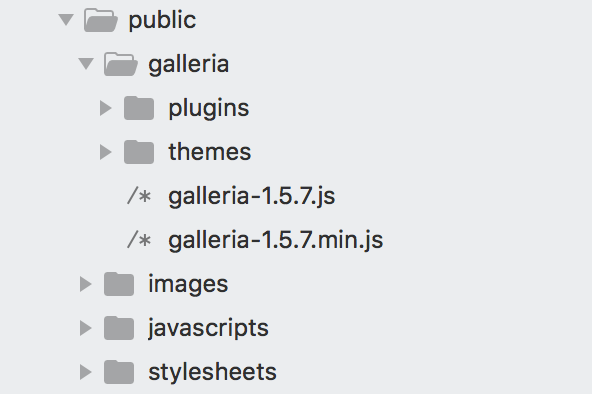 public
galleria
plugins
themes
/* galleria-1.5.7.js
/* galleria-1.5.7.min.js
images
javascripts
stylesheets